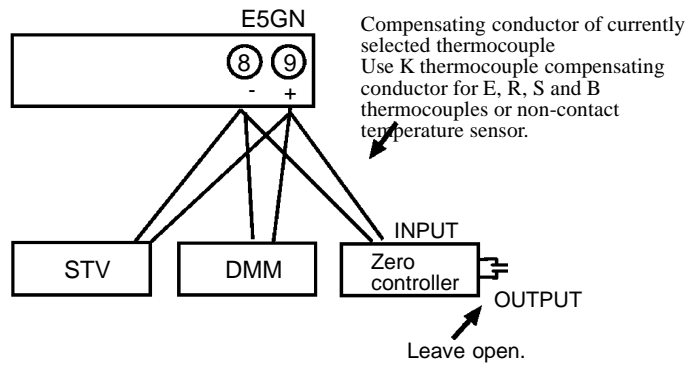 E5GN
Compensating conductor of currently
selected thermocouple
Use K thermocouple compensating
conductor for E, R, S and B
thermocouples or non-contact
temperature sensor.
8 9
- +
INPUT
STV
DMM
Zero
controller
OUTPUT
Leave open.